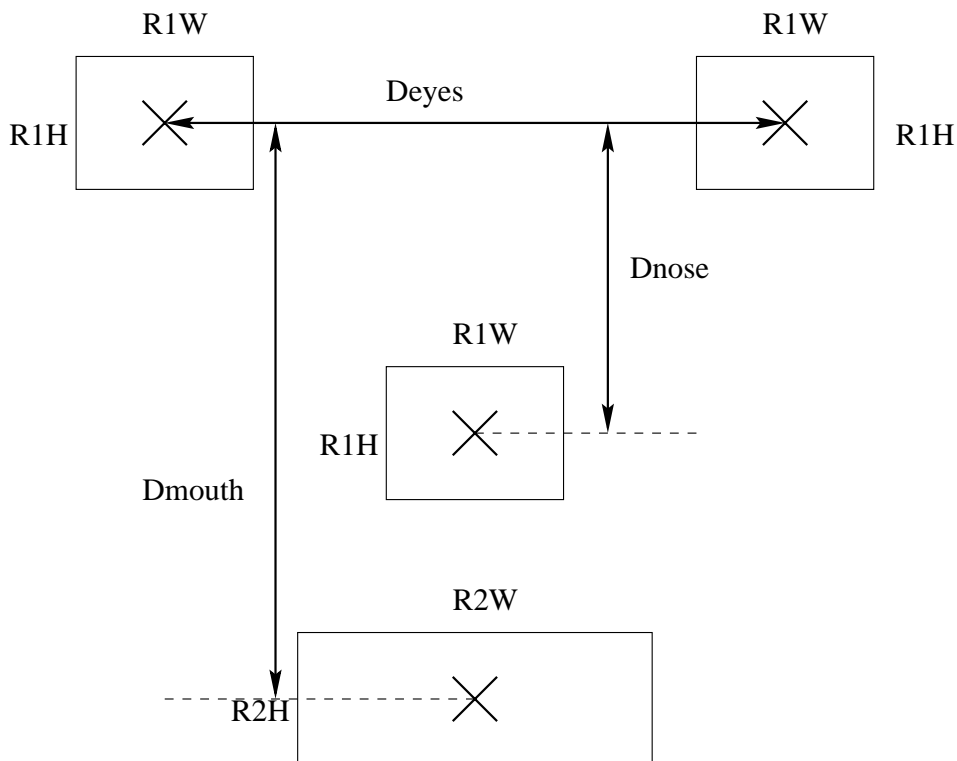 R1W
R1W
Deyes
R1H
R1H
Dnose
R1W
R1H
Dmouth
R2W
R2H